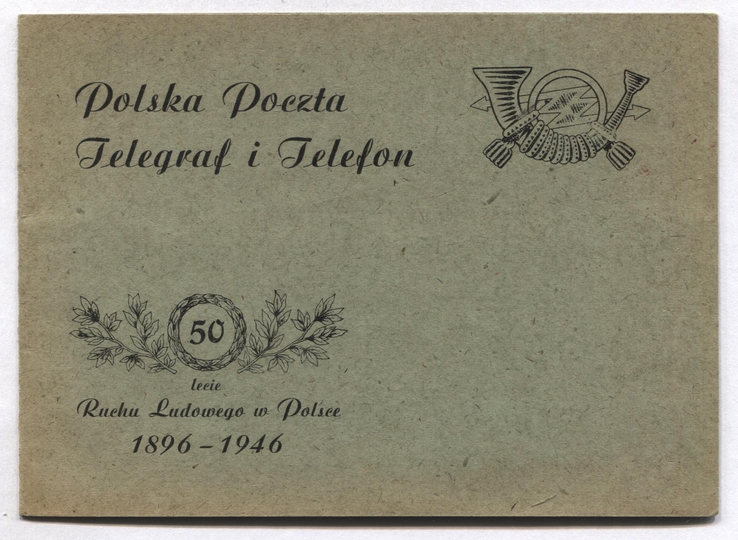 Polska Poczta
Telegraf i Telefon
50
lecie
Ruchu Ludowego w Polsce
1896 – 1946